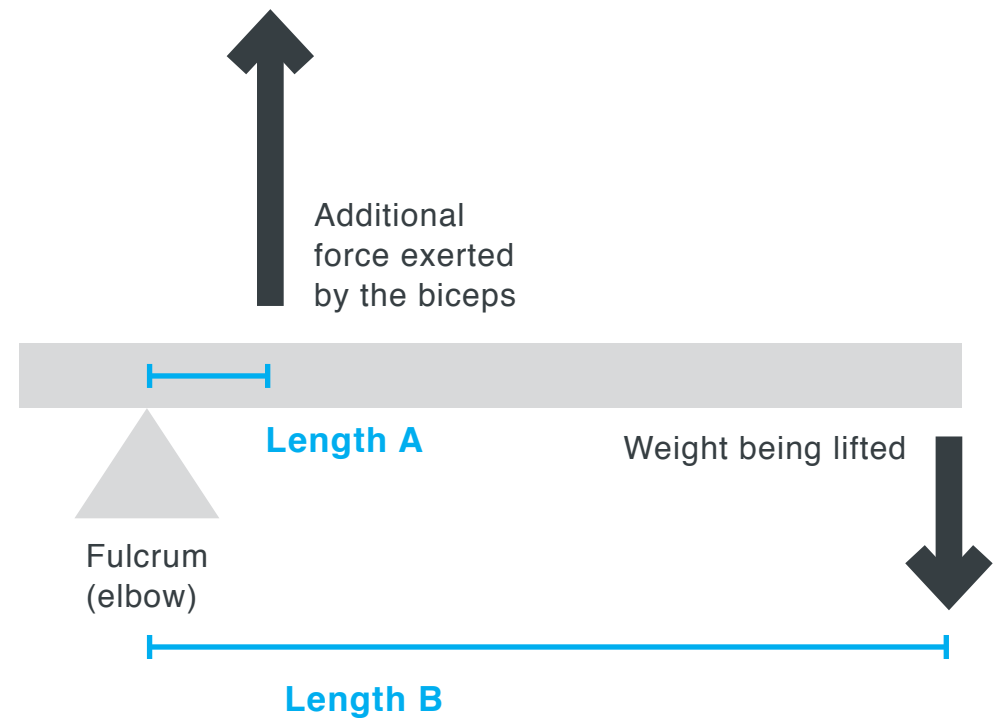 Additional
force exerted
by the biceps
Length A
Weight being lifted
Fulcrum
(elbow)
Length B